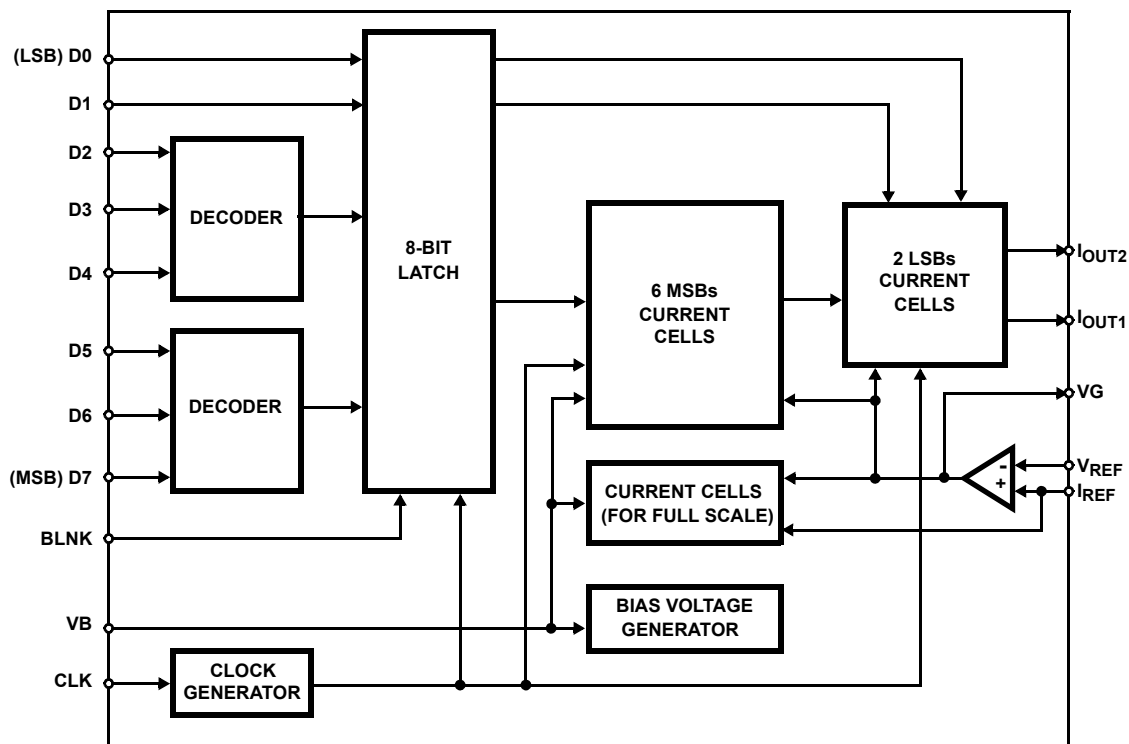 (LSB) D0
D1
D2
D3
D4
D5
D6
(MSB) D7
BLNK
VB
CLK
DECODER
DECODER
CLOCK
GENERATOR
8-BIT
LATCH
6 MSBs
CURRENT
CELLS
CURRENT CELLS
(FOR FULL SCALE)
BIAS VOLTAGE
GENERATOR
2 LSBs
CURRENT
CELLS
-
+
IOUT2
IOUT1
VG
VREF
IREF